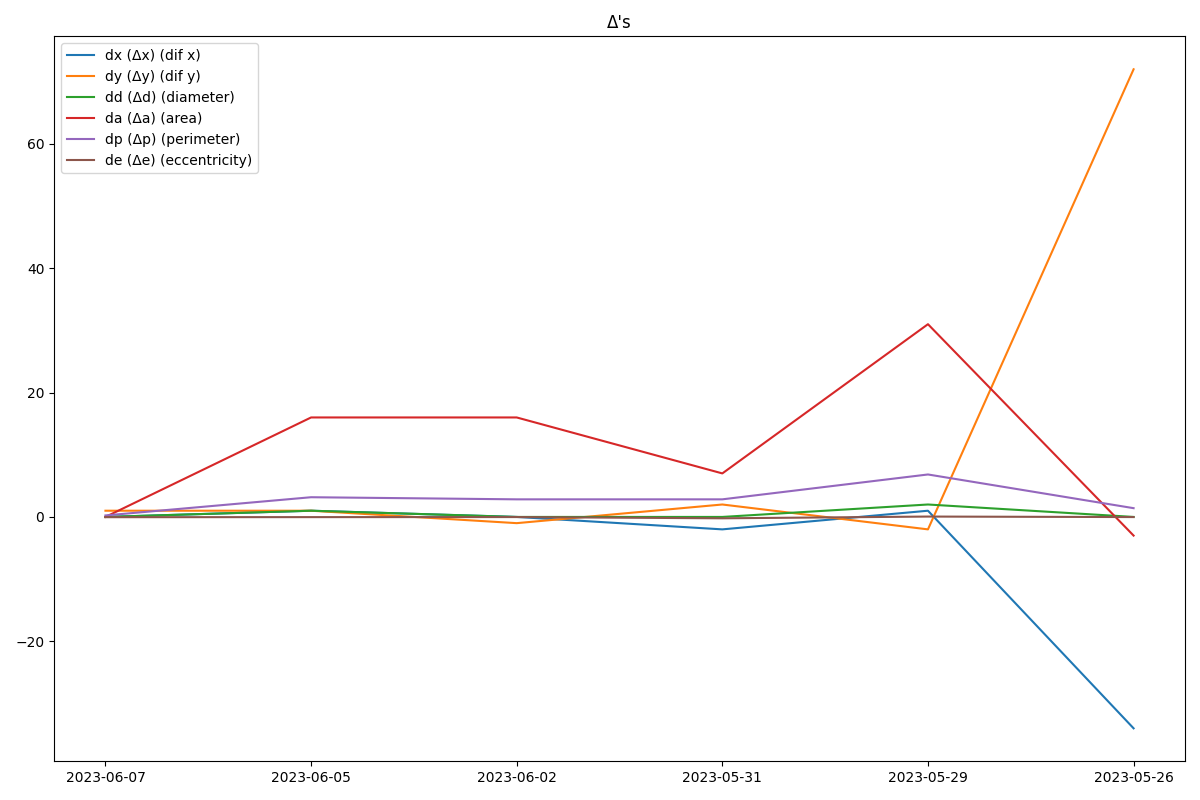 Δ's
dx (Δx) (dif x)
dy (Δy) (dif y)
dd (Δd) (diameter)
da (Δa) (area)
dp (Δp) (perimeter)
de (Δe) (eccentricity)
60
40
20
0
−20
2023-06-07 2023-06-05 2023-06-02 2023-05-31 2023-05-29 2023-05-26